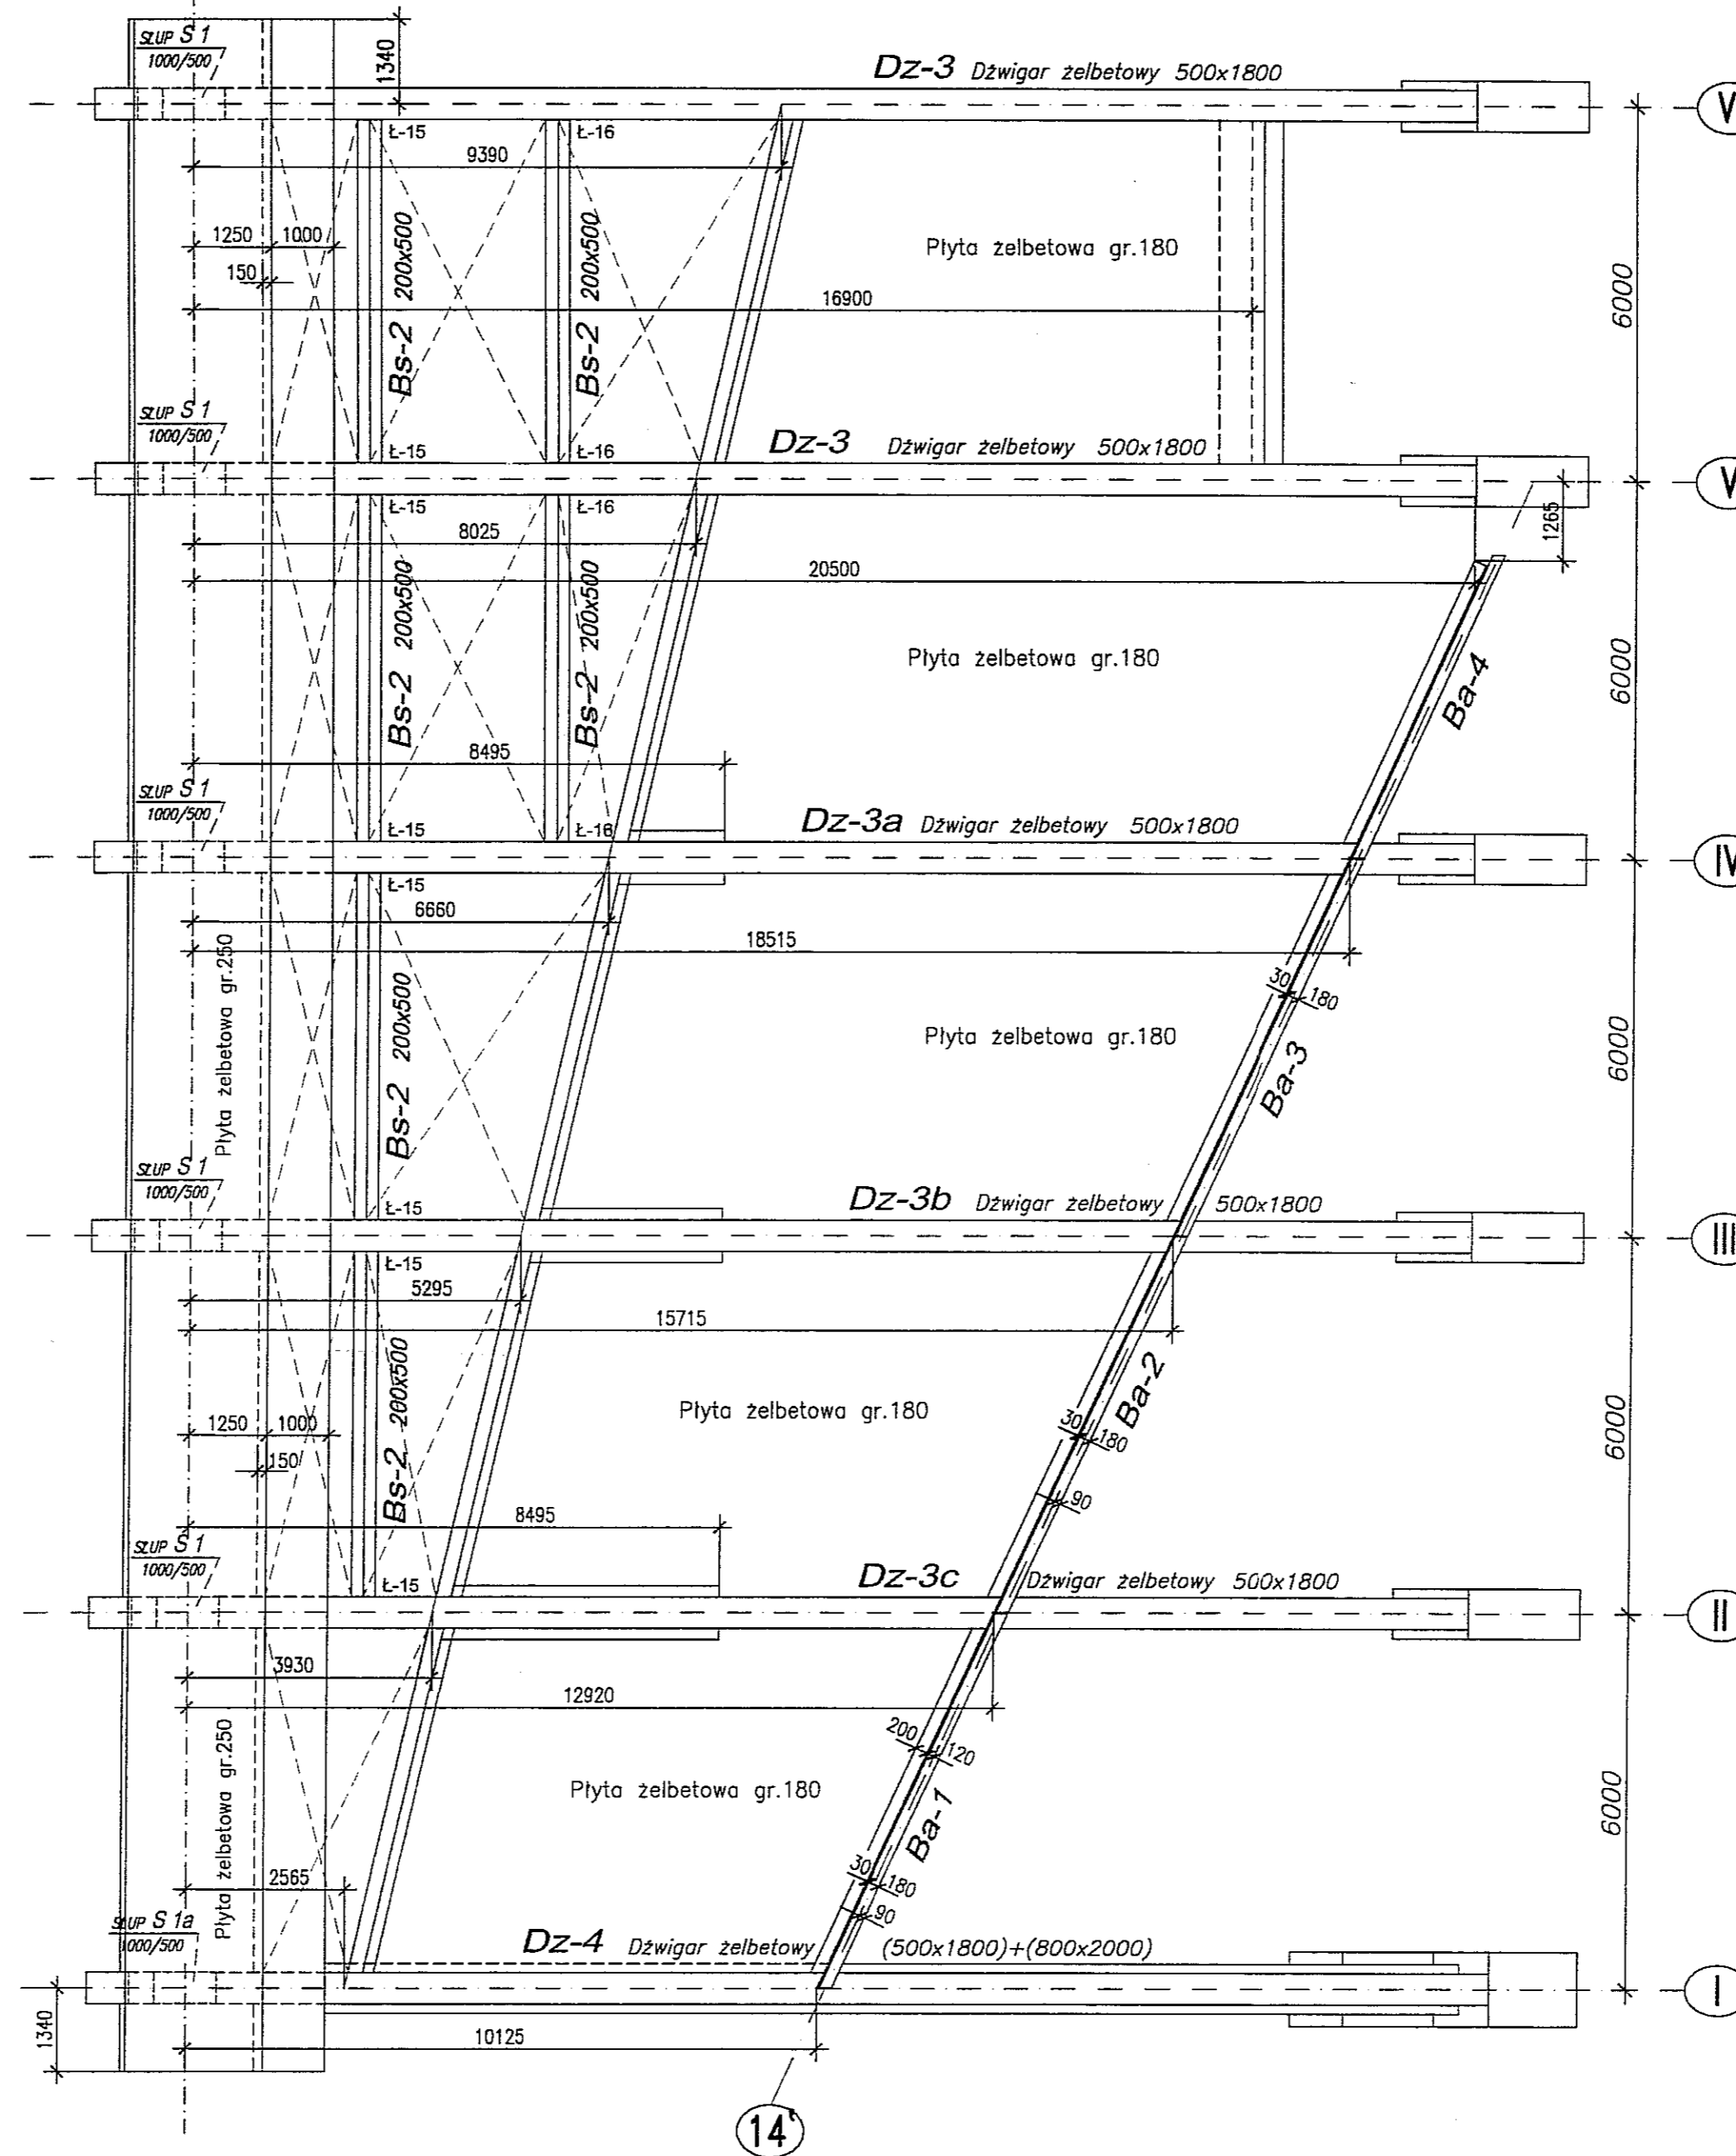 SŁUP S 1
1000/500
1340
Dz-3 Dźwigar żelbetowy 500x1800
V
Ł-15
Ł-16
9390
1250
1000
150
Bs-2 200x500
Bs-2 200x500
Płyta żelbetowa gr.180
16900
6000
SŁUP S 1
1000/500
Ł-15
Ł-16
Dz-3 Dźwigar żelbetowy 500x1800
V
Ł-15
Ł-16
8025
1265
20500
Bs-2 200x500
Bs-2 200x500
Płyta żelbetowa gr.180
Ba-4
6000
8495
SŁUP S 1
1000/500
Ł-15
Ł-16
Dz-3a Dźwigar żelbetowy 500x1800
IV
Ł-15
6660
18515
Płyta żelbetowa gr.250
Bs-2 200x500
30
180
Płyta żelbetowa gr.180
Ba-3
6000
SŁUP S 1
1000/500
Ł-15
Dz-3b Dźwigar żelbetowy 500x1800
III
Ł-15
5295
15715
Bs-2 200x500
1250
1000
150
Płyta żelbetowa gr.180
30
180
Ba-2
90
6000
8495
SŁUP S 1
1000/500
Ł-15
Dz-3c Dźwigar żelbetowy 500x1800
II
3930
12920
Płyta żelbetowa gr.250
200
120
Płyta żelbetowa gr.180
Ba-1
6000
30
180
90
2565
SŁUP S 1a
1000/500
Dz-4 Dźwigar żelbetowy (500x1800)+(800x2000)
I
1340
10125
14'